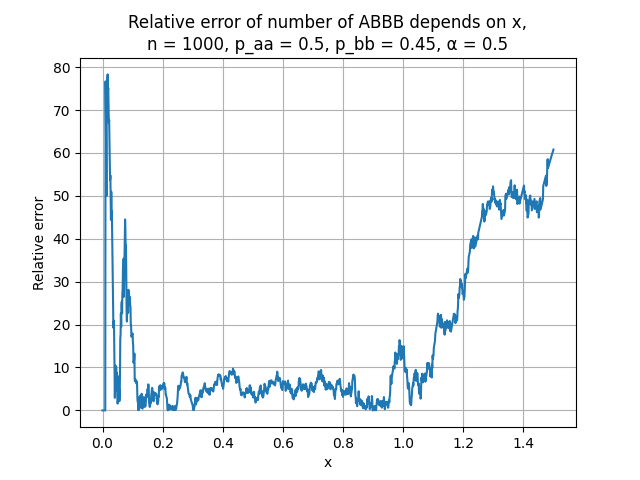 Relative error of number of ABBB depends on x,
n = 1000, p_aa = 0.5, p_bb = 0.45, α = 0.5
80
70
60
50
40
30
20
10
0
Relative error
0.0 0.2 0.4 0.6 0.8 1.0 1.2 1.4
x